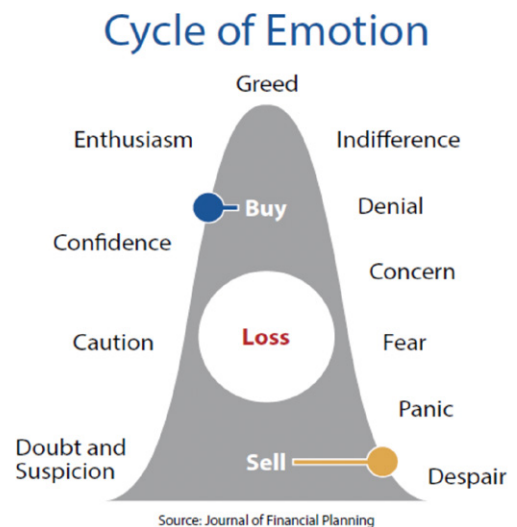 Cycle of Emotion
Greed
Enthusiasm
Indifference
Buy
Denial
Confidence
Concern
Loss
Caution
Fear
Panic
Doubt and
Suspicion
Sell
Despair
Source: Journal of Financial Planning